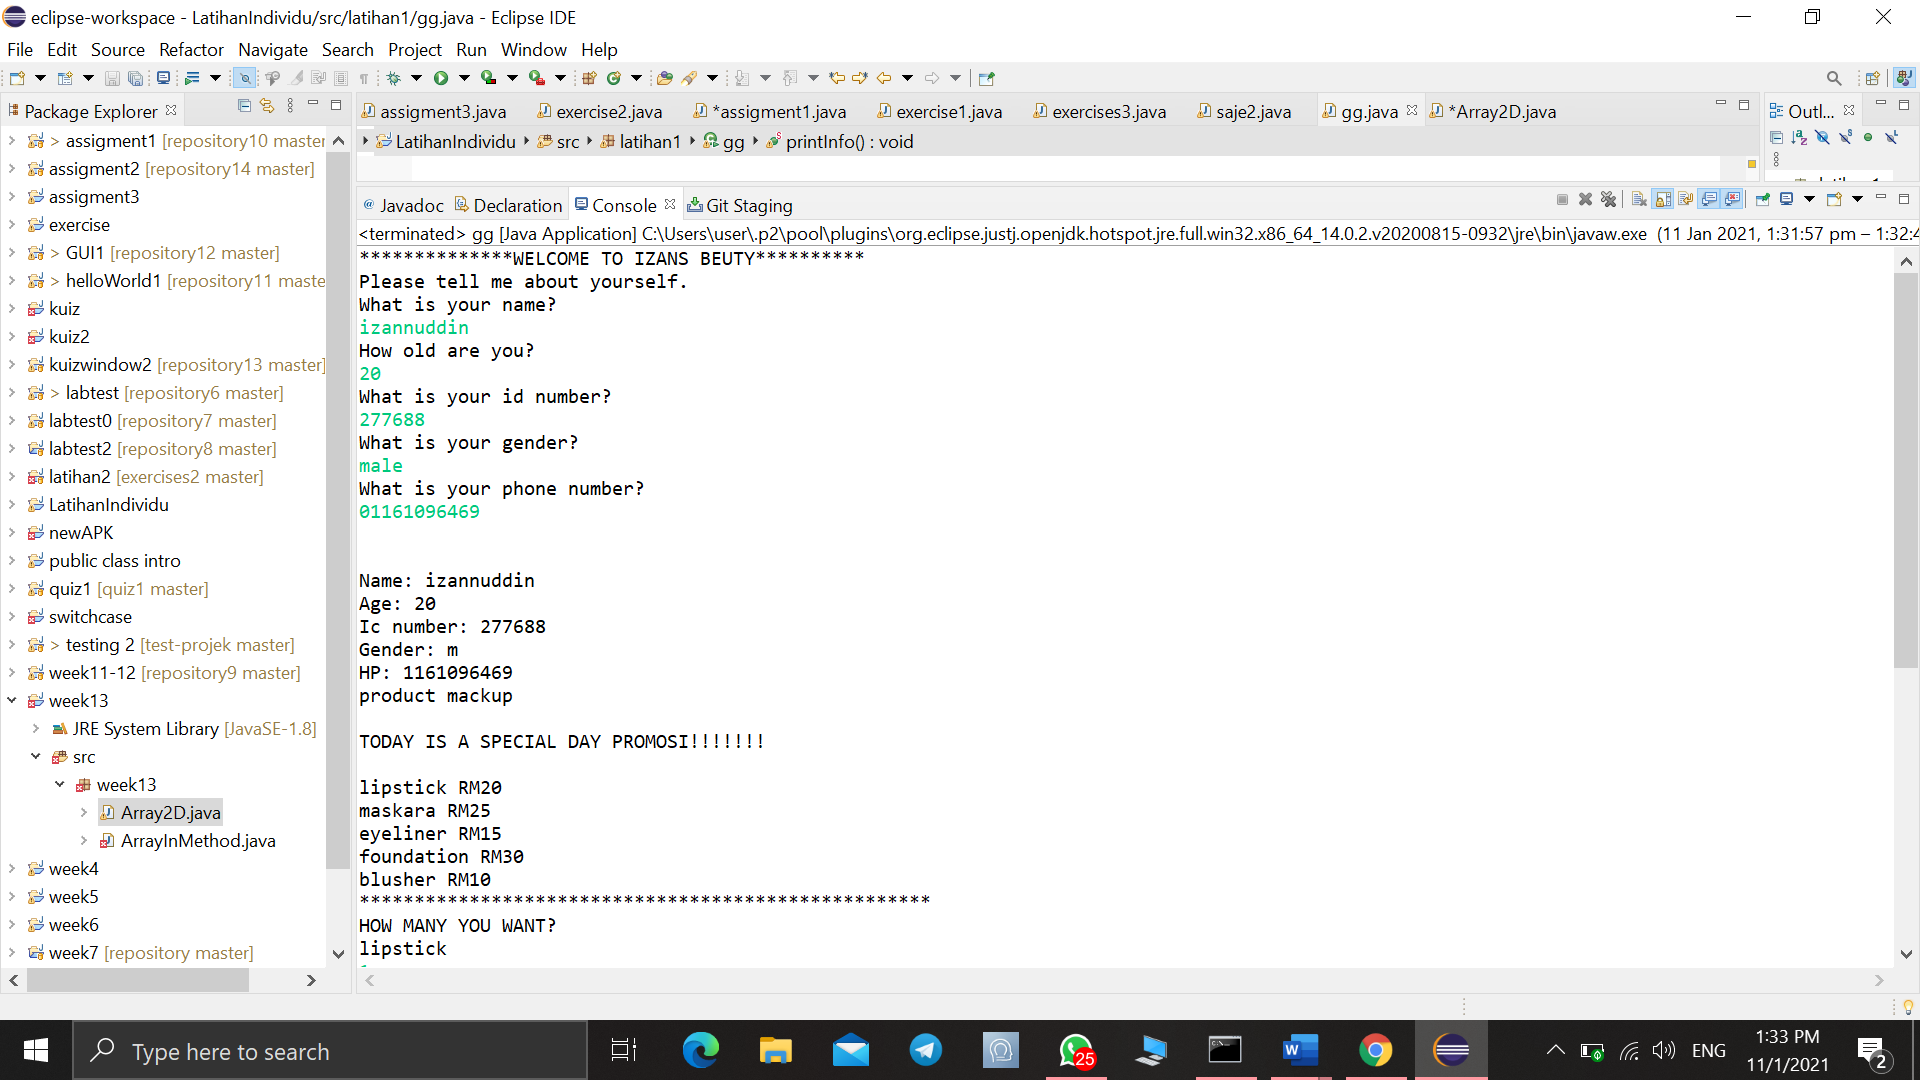 eclipse-workspace - LatihanIndividu/src/latihan1/gg.java - Eclipse IDE
File Edit Source Refactor Navigate Search Project Run Window Help
Package Explorer
> assigment1 [repository10 master
assigment2 [repository14 master]
assigment3
exercise
> GUI1 [repository12 master]
> helloWorld1 [repository11 maste
kuiz
kuiz2
kuizwindow2 [repository13 master]
> labtest [repository6 master]
labtest0 [repository7 master]
labtest2 [repository8 master]
latihan2 [exercises2 master]
LatihanIndividu
newAPK
public class intro
quiz1 [quiz1 master]
switchcase
> testing 2 [test-projek master]
week11-12 [repository9 master]
week13
JRE System Library [JavaSE-1.8]
src
week13
Array2D.java
ArrayInMethod.java
week4
week5
week6
week7 [repository master]
assigment3.java exercise2.java *assigment1.java exercise1.java exercises3.java saje2.java gg.java *Array2D.java
LatihanIndividu src latihan1 gg printInfo() : void
Outl...
@ Javadoc Declaration Console Git Staging
<terminated> gg [Java Application] C:\Users\user\.p2\pool\plugins\org.eclipse.justj.openjdk.hotspot.jre.full.win32.x86_64_14.0.2.v20200815-0932\jre\bin\javaw.exe (11 Jan 2021, 1:31:57 pm – 1:32:4
**************WELCOME TO IZANS BEUTY**********
Please tell me about yourself.
What is your name?
izannuddin
How old are you?
20
What is your id number?
277688
What is your gender?
male
What is your phone number?
01161096469
Name: izannuddin
Age: 20
Ic number: 277688
Gender: m
HP: 1161096469
product mackup
TODAY IS A SPECIAL DAY PROMOSI!!!!!!!
lipstick RM20
maskara RM25
eyeliner RM15
foundation RM30
blusher RM10
****************************************************
HOW MANY YOU WANT?
lipstick
Type here to search
25
ENG
1:33 PM
11/1/2021
2